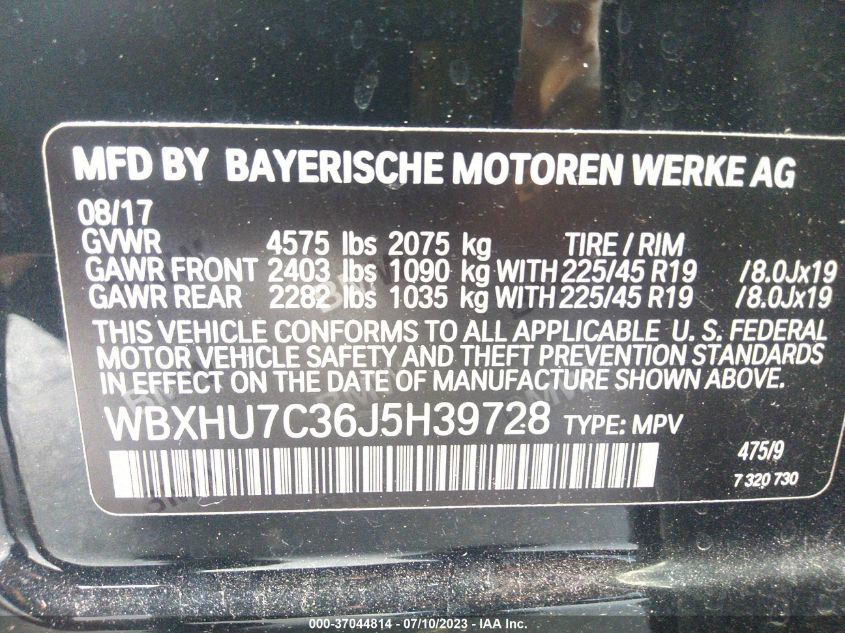 MFD BY BAYERISCHE MOTOREN WERKE AG
08/17
GVWR 4575 lbs 2075 kg TIRE / RIM
GAWR FRONT 2403 lbs 1090 kg WITH 225/45 R19 /8.0Jx19
GAWR REAR 2282 lbs 1035 kg WITH 225/45 R19 /8.0Jx19
THIS VEHICLE CONFORMS TO ALL APPLICABLE U. S. FEDERAL
MOTOR VEHICLE SAFETY AND THEFT PREVENTION STANDARDS
IN EFFECT ON THE DATE OF MANUFACTURE SHOWN ABOVE.
WBXHU7C36J5H39728 TYPE: MPV
475/9
7 320 730
000-37044814 - 07/10/2023 - IAA Inc.